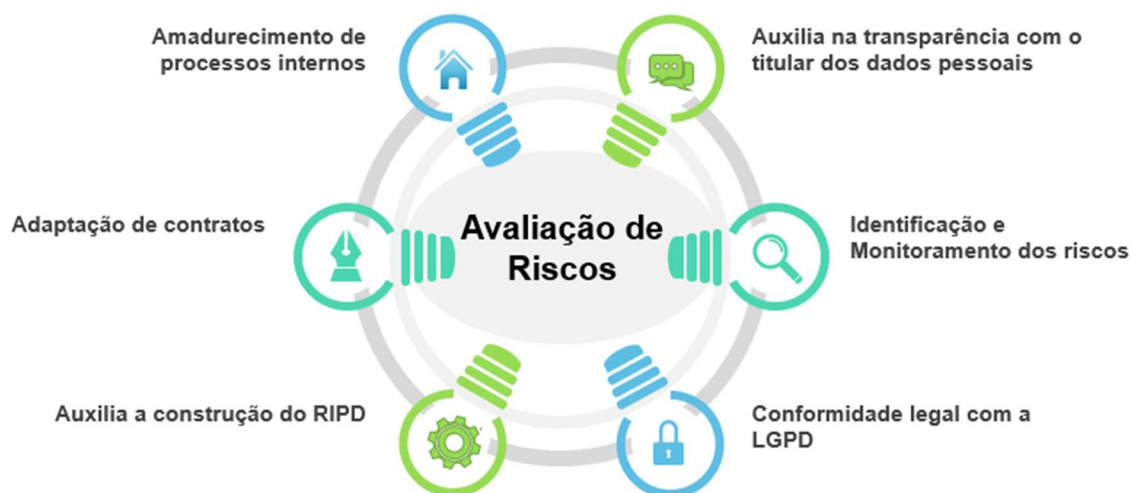 Amadurecimento de
processos internos
Auxilia na transparência com o
titular dos dados pessoais
Adaptação de contratos
Avaliação de
Riscos
Identificação e
Monitoramento dos riscos
Auxilia a construção do RIPD
Conformidade legal com a
LGPD